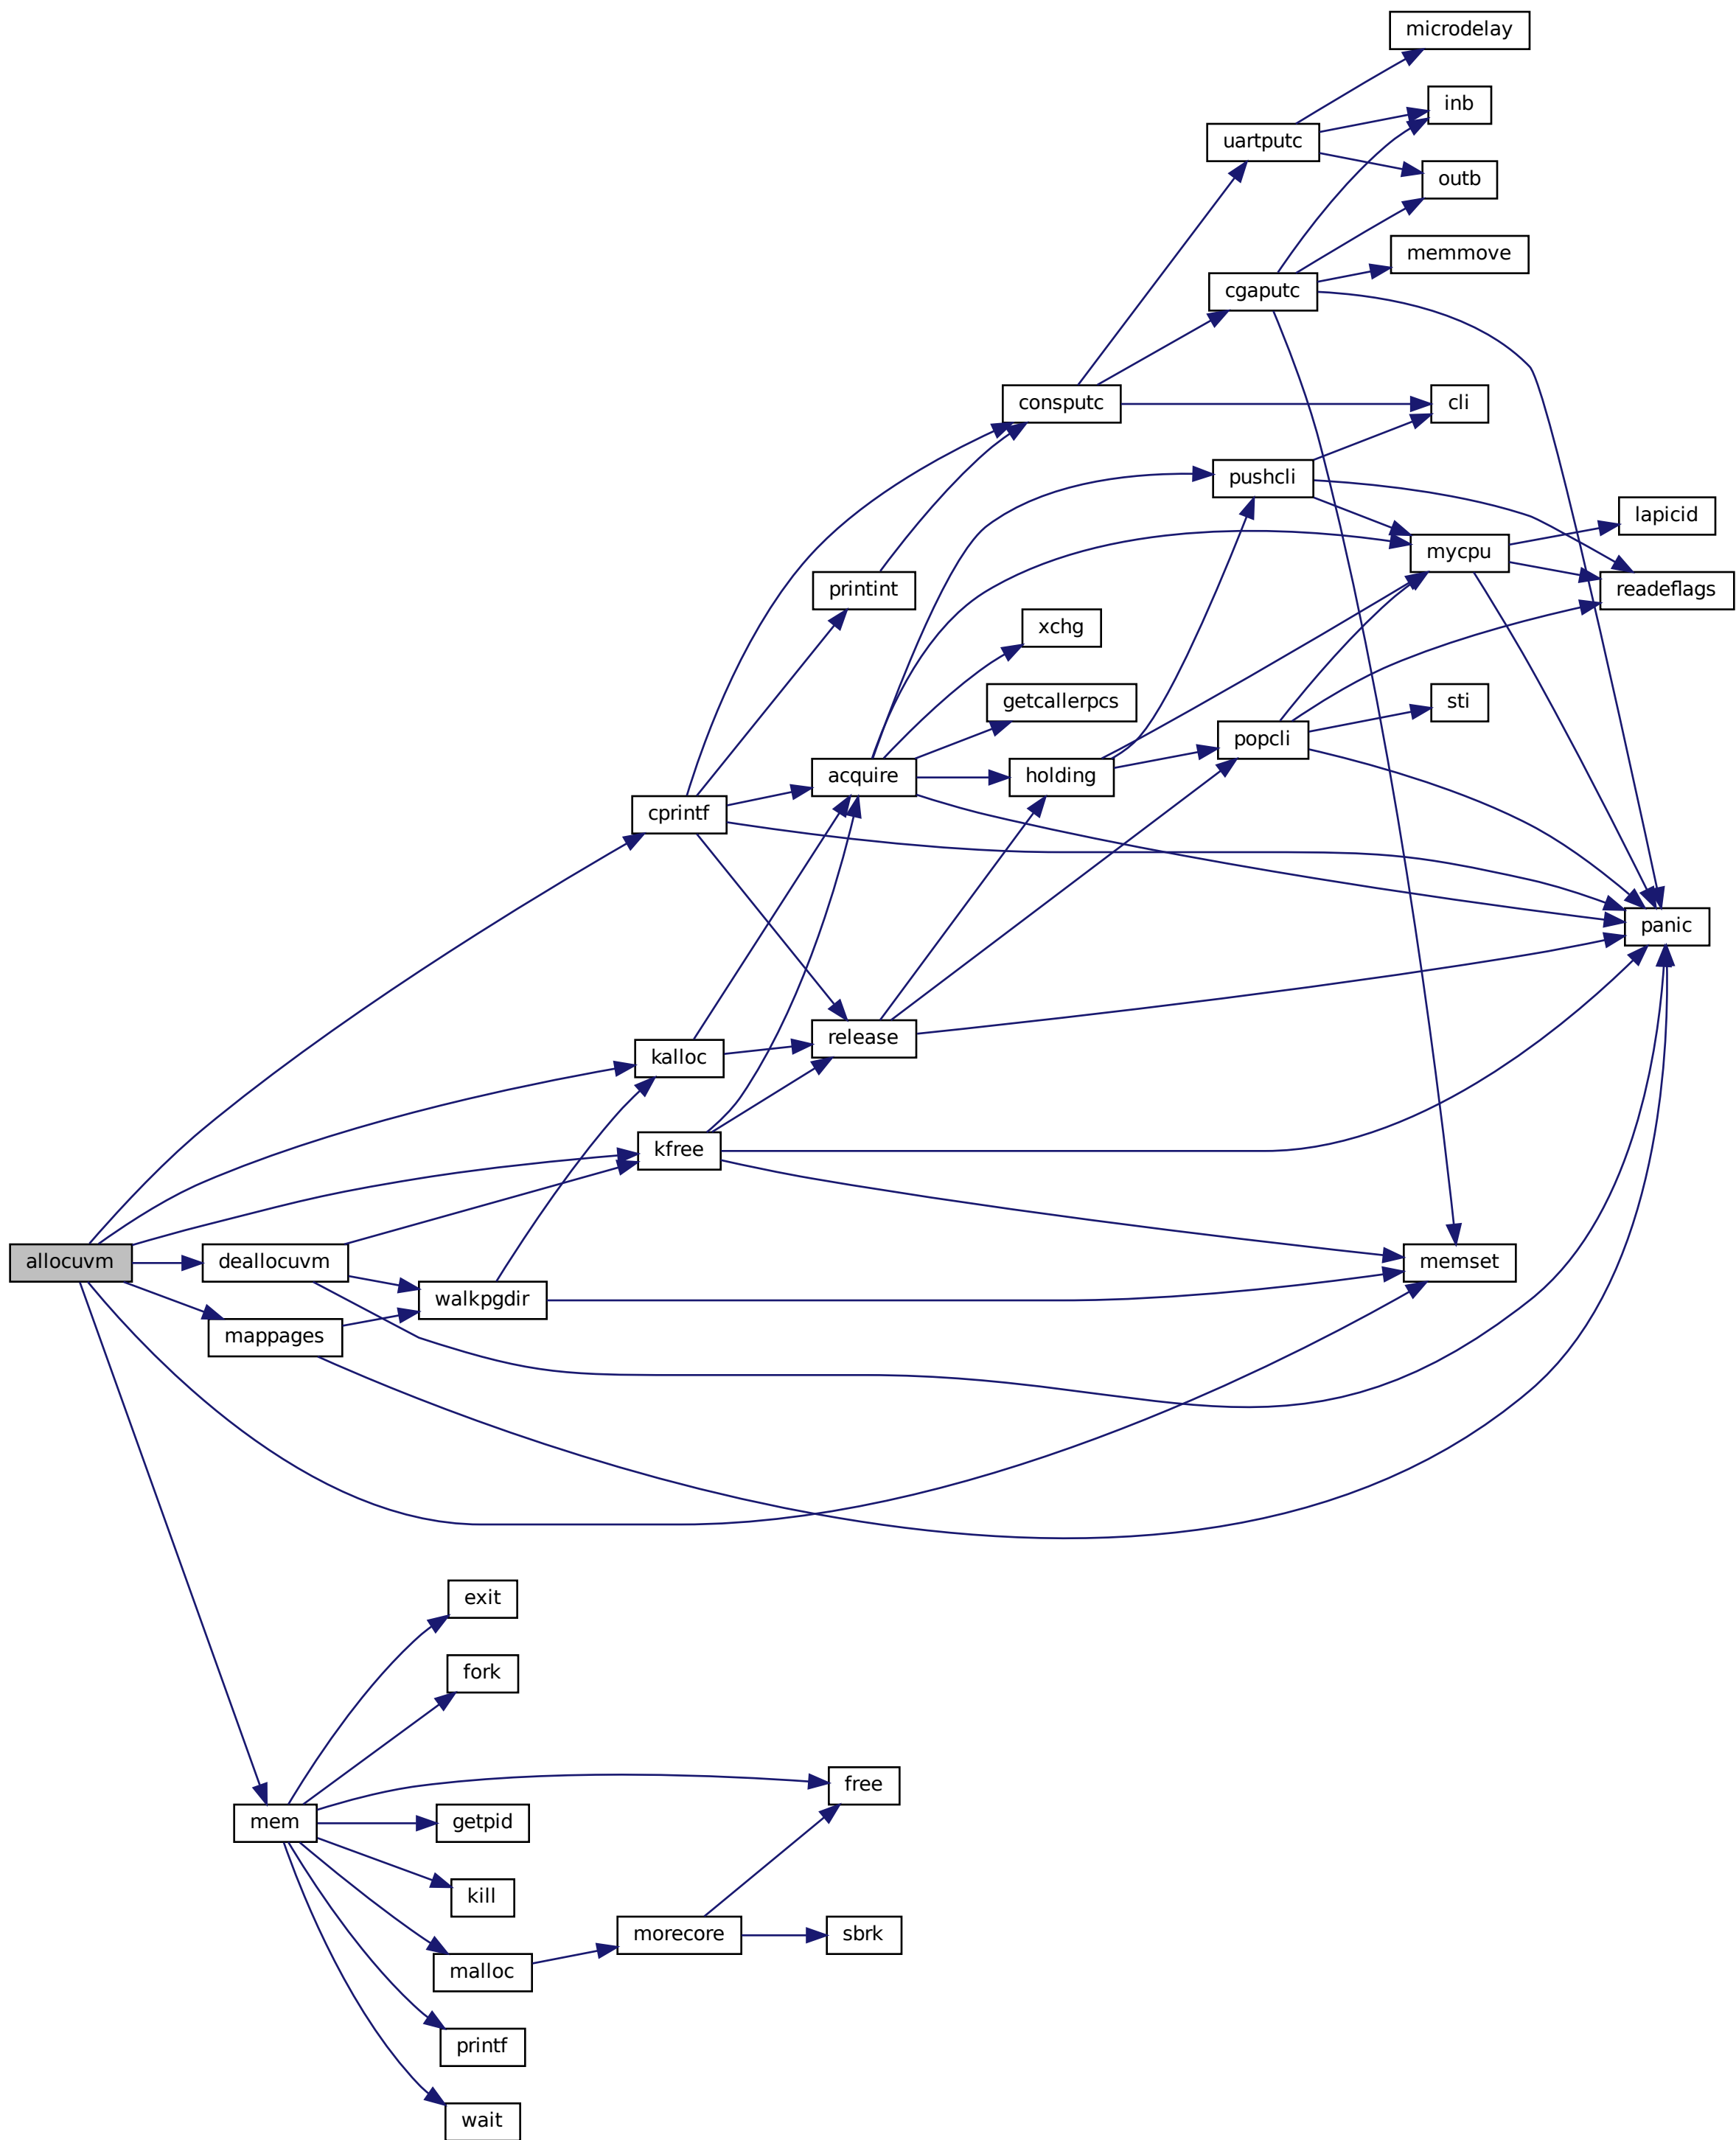 microdelay
inb
uartputc
outb
memmove
cgaputc
consputc
cli
pushcli
lapicid
mycpu
printint
readeflags
xchg
getcallerpcs
sti
popcli
acquire
holding
cprintf
panic
release
kalloc
kfree
allocuvm
deallocuvm
memset
walkpgdir
mappages
exit
fork
free
mem
getpid
kill
morecore
sbrk
malloc
printf
wait